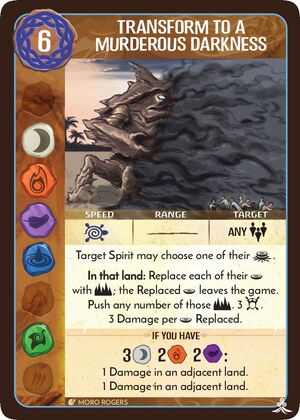 6
TRANSFORM TO A
MURDEROUS DARKNESS
SPEED RANGE TARGET
ANY
Target Spirit may choose one of their .
In that land: Replace each of their
with ; the Replaced leaves the game.
Push any number of those . 3 .
3 Damage per Replaced.
IF YOU HAVE
3 2 2 :
1 Damage in an adjacent land.
1 Damage in an adjacent land.
MORO ROGERS